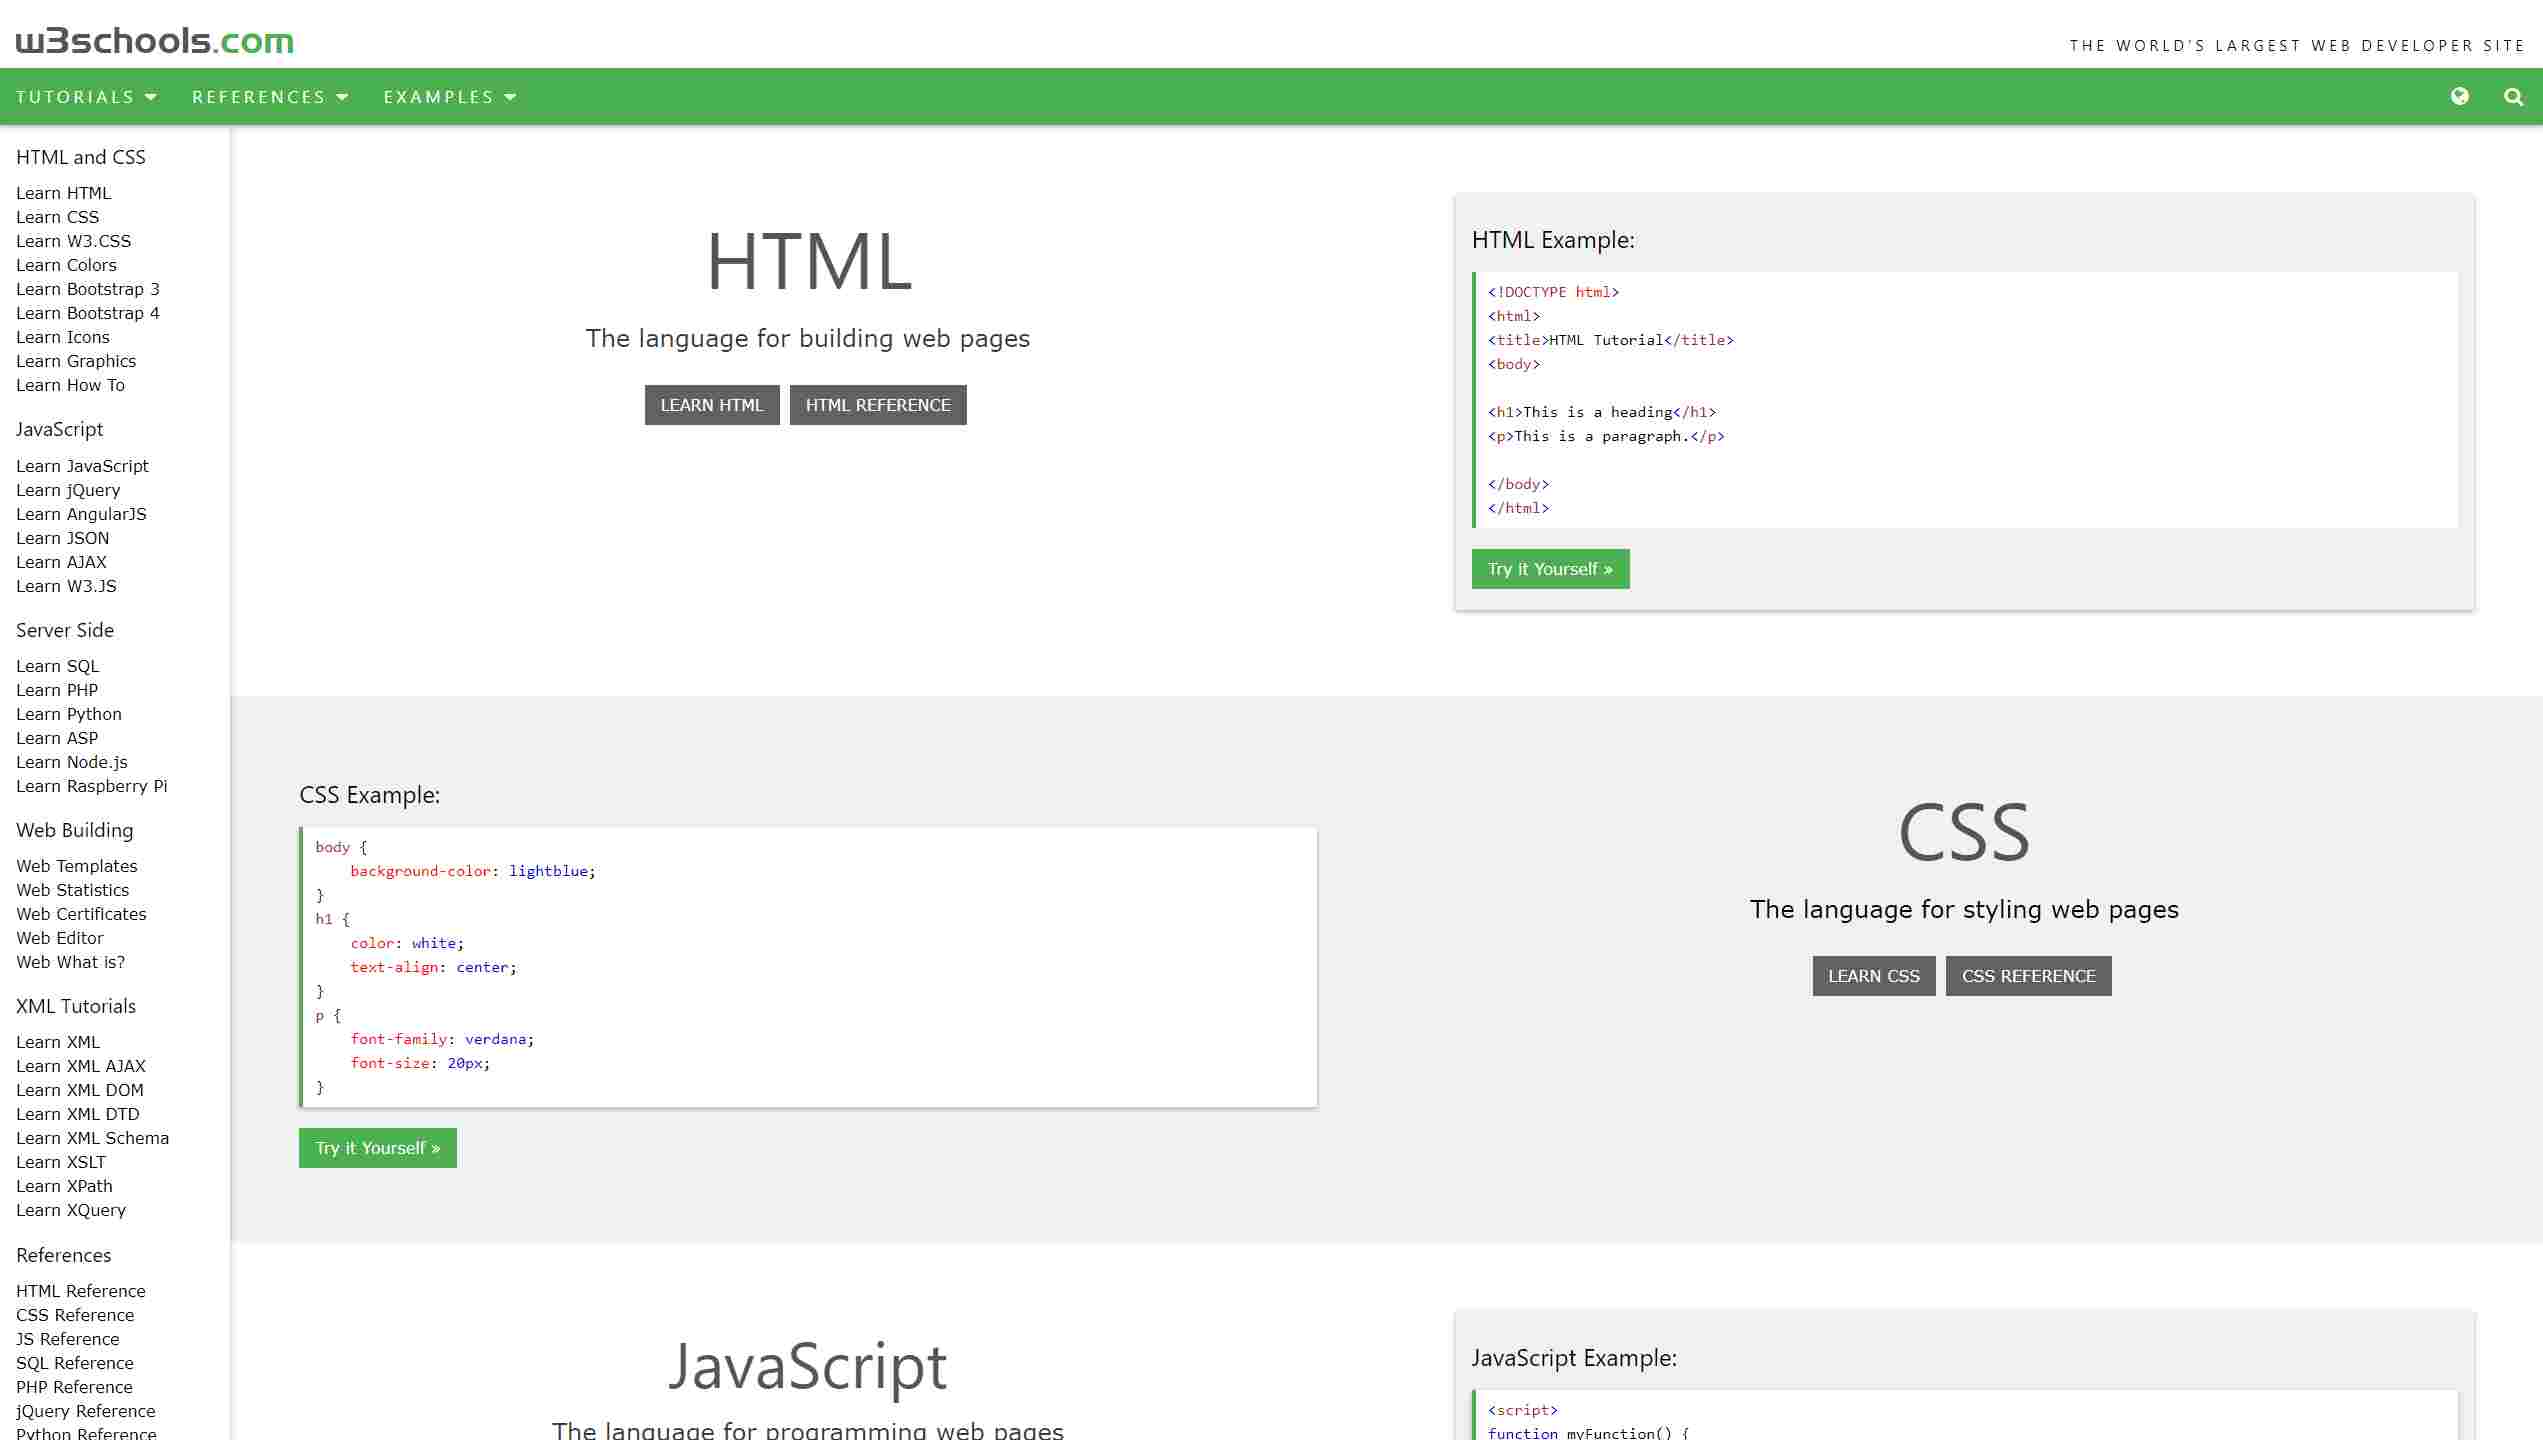 w3schools.com
THE WORLD'S LARGEST WEB DEVELOPER SITE
TUTORIALS
REFERENCES
EXAMPLES
HTML and CSS
Learn HTML
Learn CSS
Learn W3.CSS
Learn Colors
Learn Bootstrap 3
Learn Bootstrap 4
Learn Icons
Learn Graphics
Learn How To
JavaScript
Learn JavaScript
Learn jQuery
Learn AngularJS
Learn JSON
Learn AJAX
Learn W3.JS
Server Side
Learn SQL
Learn PHP
Learn Python
Learn ASP
Learn Node.js
Learn Raspberry Pi
Web Building
Web Templates
Web Statistics
Web Certificates
Web Editor
Web What is?
XML Tutorials
Learn XML
Learn XML AJAX
Learn XML DOM
Learn XML DTD
Learn XML Schema
Learn XSLT
Learn XPath
Learn XQuery
References
HTML Reference
CSS Reference
JS Reference
SQL Reference
PHP Reference
jQuery Reference
Python Reference
HTML
The language for building web pages
LEARN HTML
HTML REFERENCE
HTML Example:
<!DOCTYPE html>
<html>
<title>HTML Tutorial</title>
<body>
<h1>This is a heading</h1>
<p>This is a paragraph.</p>
</body>
</html>
Try it Yourself »
CSS Example:
body {
background-color: lightblue;
}
h1 {
color: white;
text-align: center;
}
p {
font-family: verdana;
font-size: 20px;
}
Try it Yourself »
CSS
The language for styling web pages
LEARN CSS
CSS REFERENCE
JavaScript
The language for programming web pages
JavaScript Example:
<script>
function myFunction() {